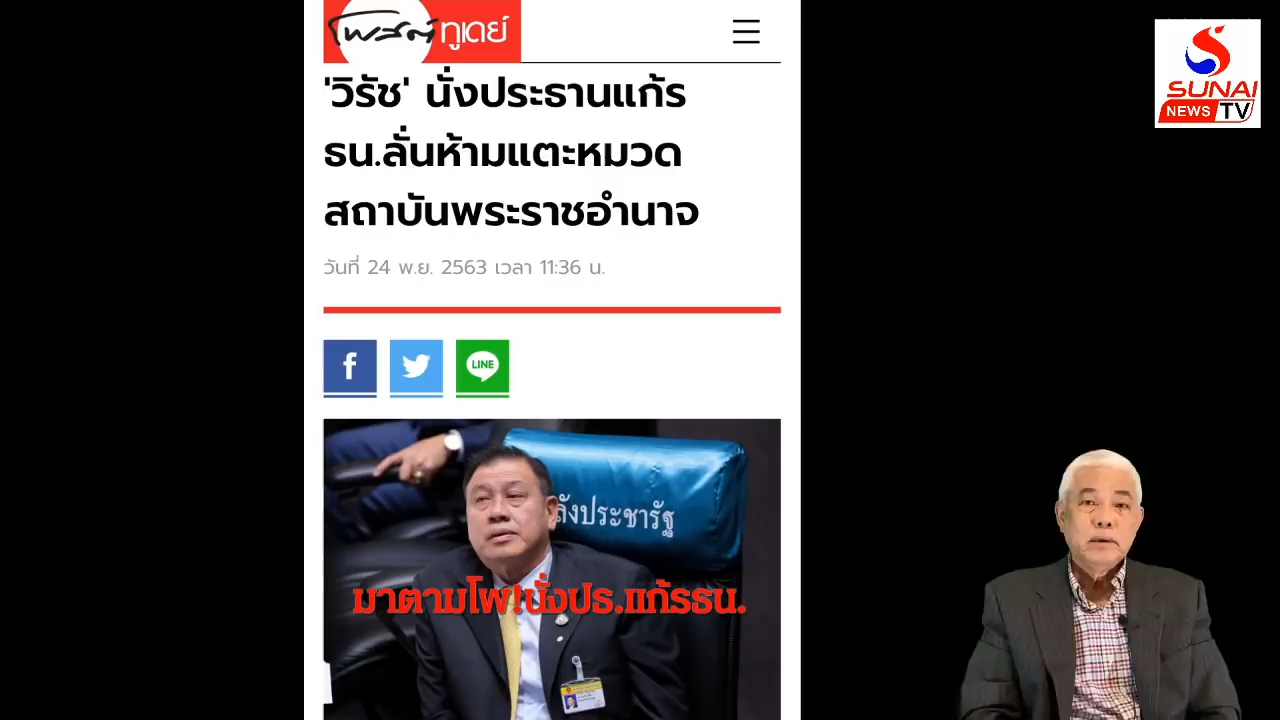 โพสต์ทูเดย์
SUNAI
NEWS TV
'วิรัช' นั่งประธานแก้ร
ธน.ลั่นห้ามแตะหมวด
สถาบันพระราชอำนาจ
วันที่ 24 พ.ย. 2563 เวลา 11:36 น.
f
LINE
ลังประชารัฐ
มาตามโผ!นั่งปธ.แก้รธน.